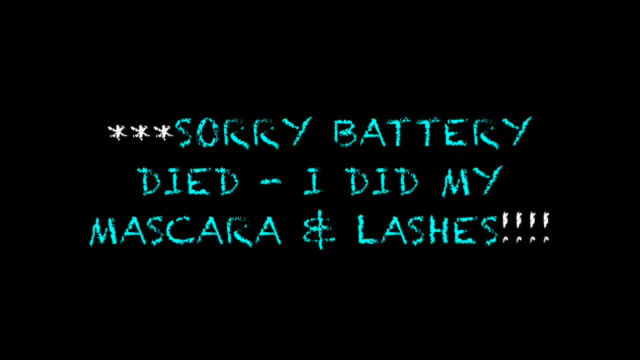 ***SORRY BATTERY
DIED - I DID MY
MASCARA & LASHES!!!!